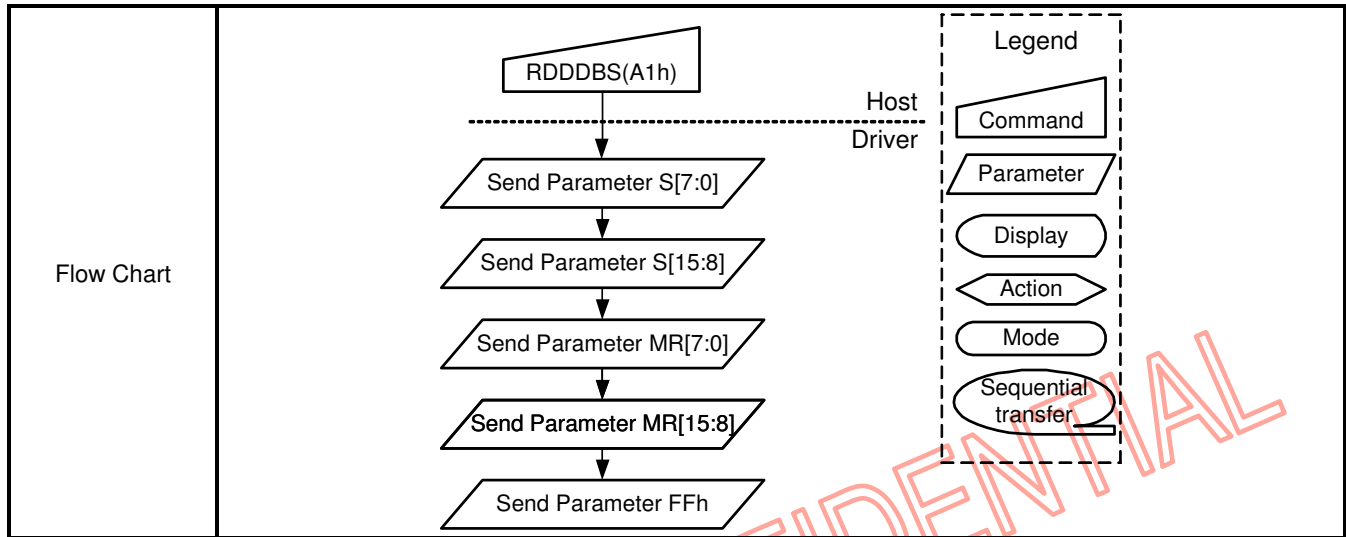 Flow Chart
RDDDBS(A1h)
Host
Driver
Send Parameter S[7:0]
Send Parameter S[15:8]
Send Parameter MR[7:0]
Send Parameter MR[15:8]
Send Parameter FFh
Legend
Command
Parameter
Display
Action
Mode
Sequential
transfer
FIDENTIAL